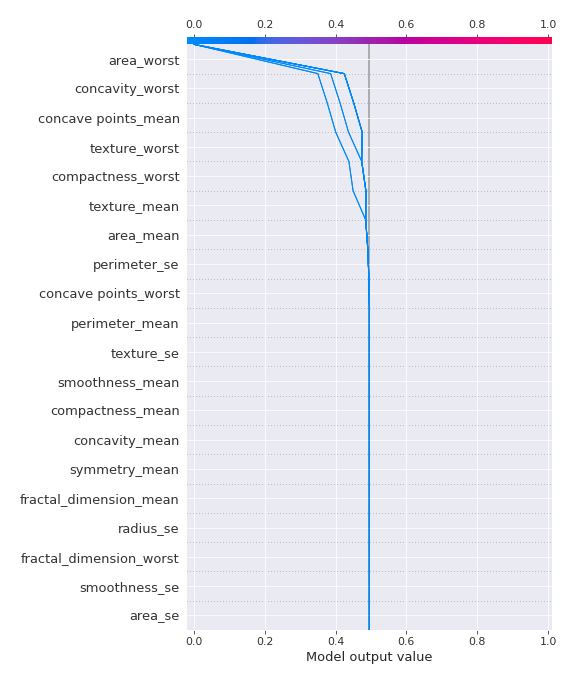 0.0 0.2 0.4 0.6 0.8 1.0
area_worst
concavity_worst
concave points_mean
texture_worst
compactness_worst
texture_mean
area_mean
perimeter_se
concave points_worst
perimeter_mean
texture_se
smoothness_mean
compactness_mean
concavity_mean
symmetry_mean
fractal_dimension_mean
radius_se
fractal_dimension_worst
smoothness_se
area_se
0.0 0.2 0.4 0.6 0.8 1.0
Model output value